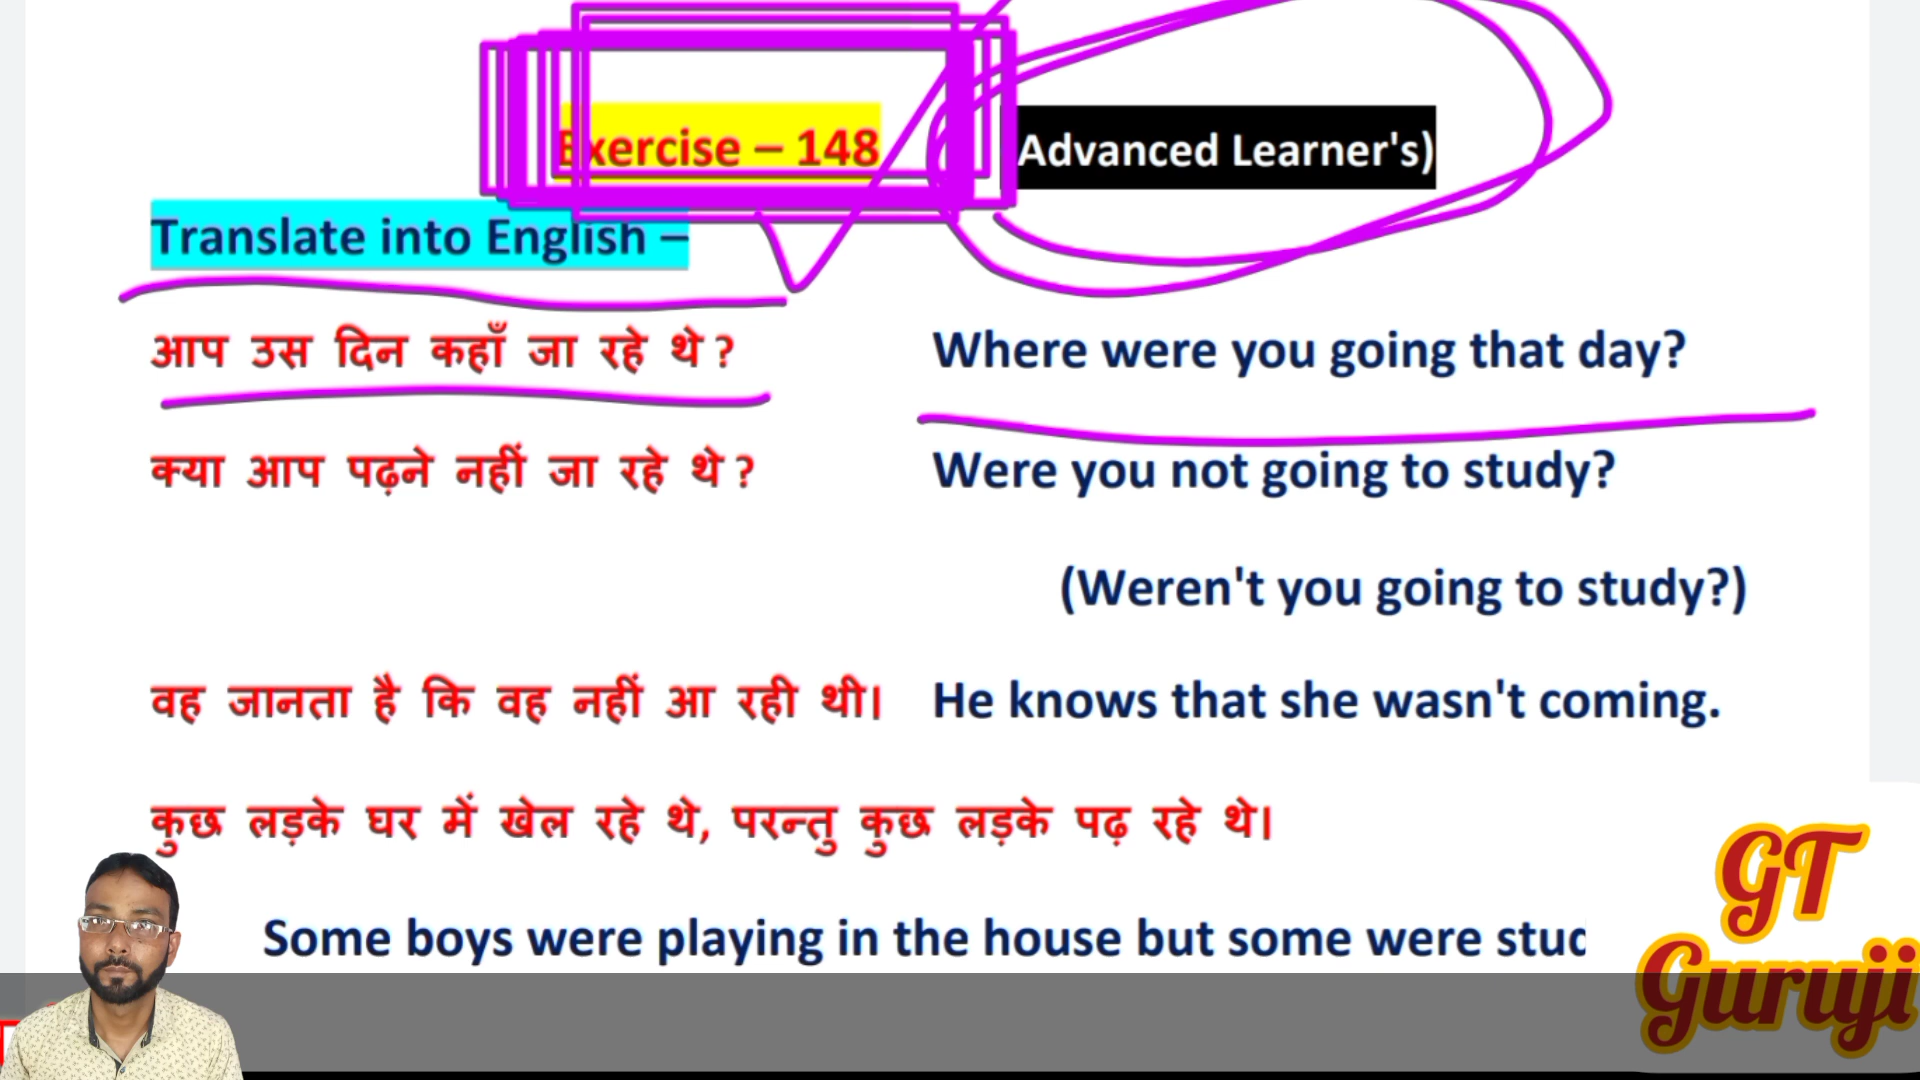 Exercise – 148 Advanced Learner's)
Translate into English –
आप उस दिन कहाँ जा रहे थे ? Where were you going that day?
क्या आप पढ़ने नहीं जा रहे थे ? Were you not going to study?
(Weren't you going to study?)
वह जानता है कि वह नहीं आ रही थी। He knows that she wasn't coming.
कुछ लड़के घर में खेल रहे थे, परन्तु कुछ लड़के पढ़ रहे थे।
Some boys were playing in the house but some were
GT
Guruji